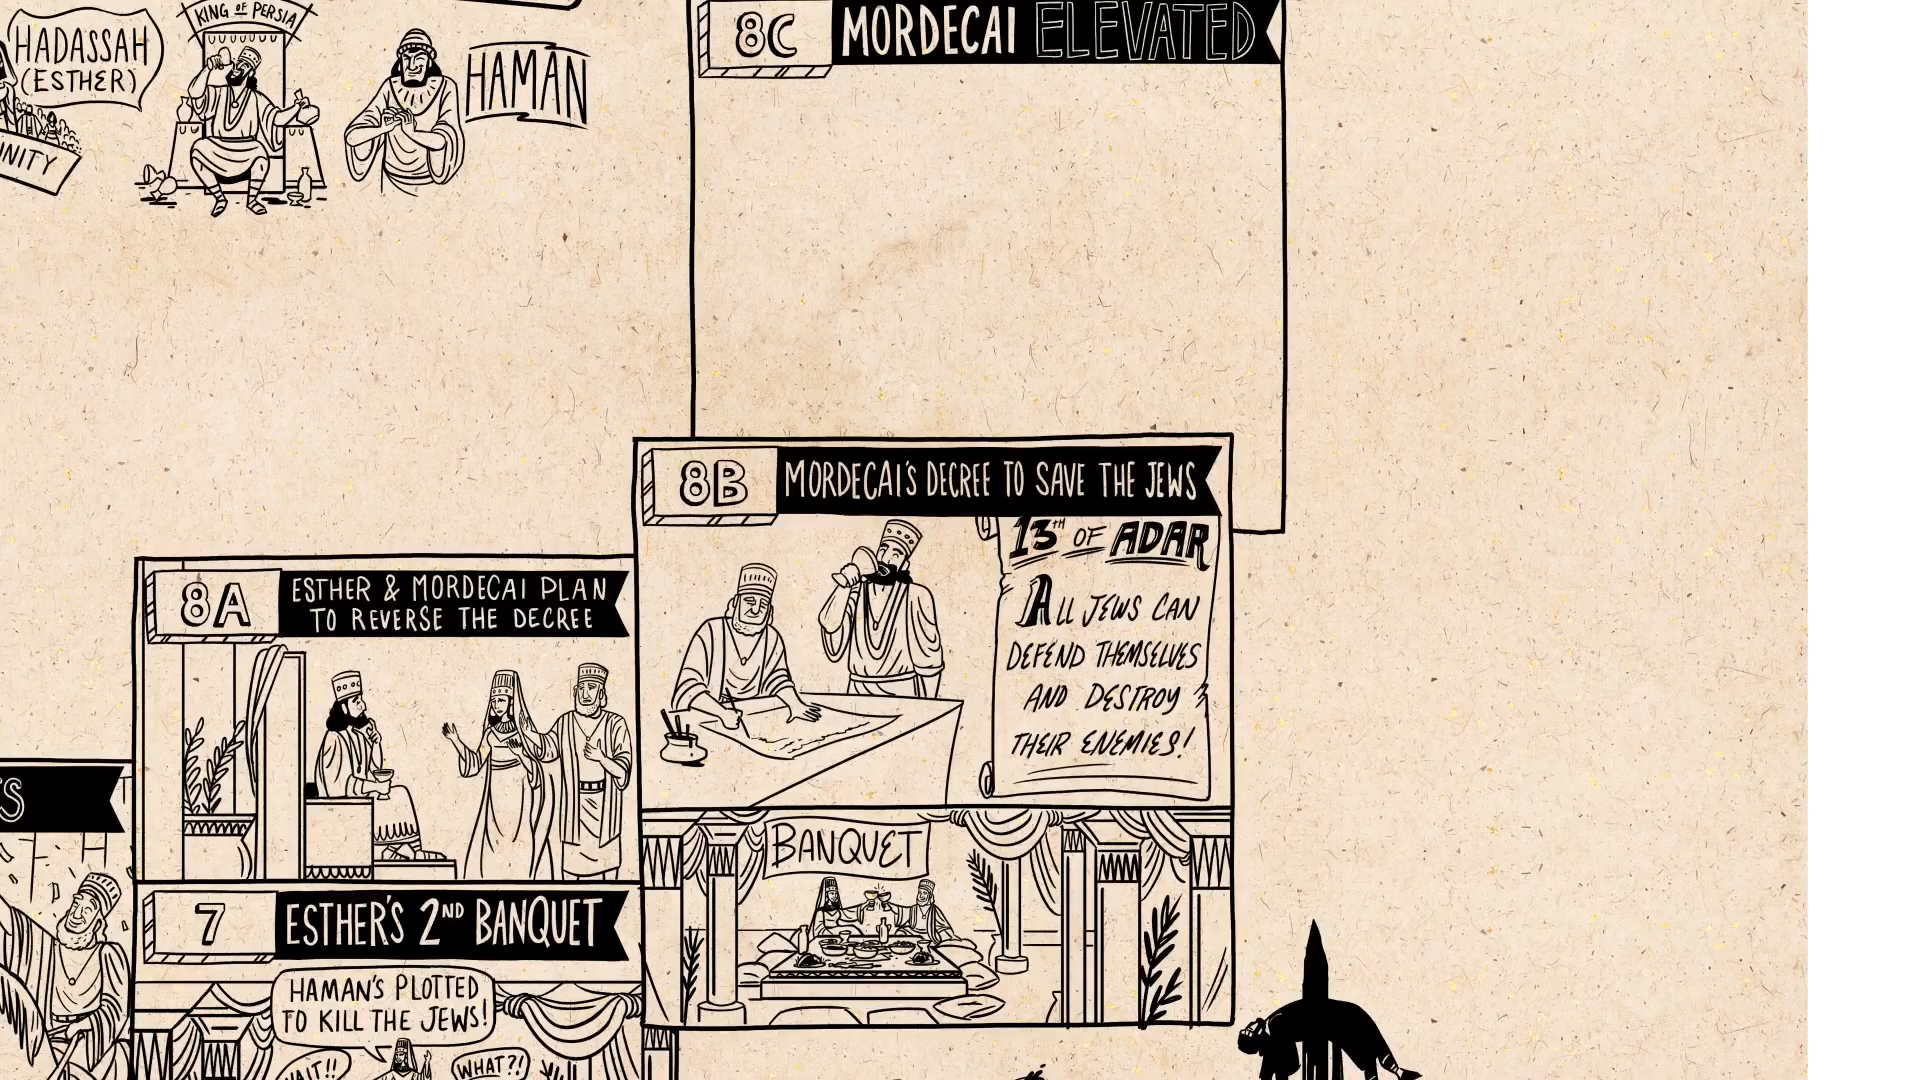 KING OF PERSIA
HADASSAH
(ESTHER)
HAMAN
8C
MORDECAI ELEVATED
8B
MORDECAI'S DECREE TO SAVE THE JEWS
13TH OF ADAR
ALL JEWS CAN
DEFEND THEMSELVES
AND DESTROY
THEIR ENEMIES!
8A
ESTHER & MORDECAI PLAN
TO REVERSE THE DECREE
BANQUET
7
ESTHER'S 2ND BANQUET
HAMAN'S PLOTTED
TO KILL THE JEWS!
WHAT?!